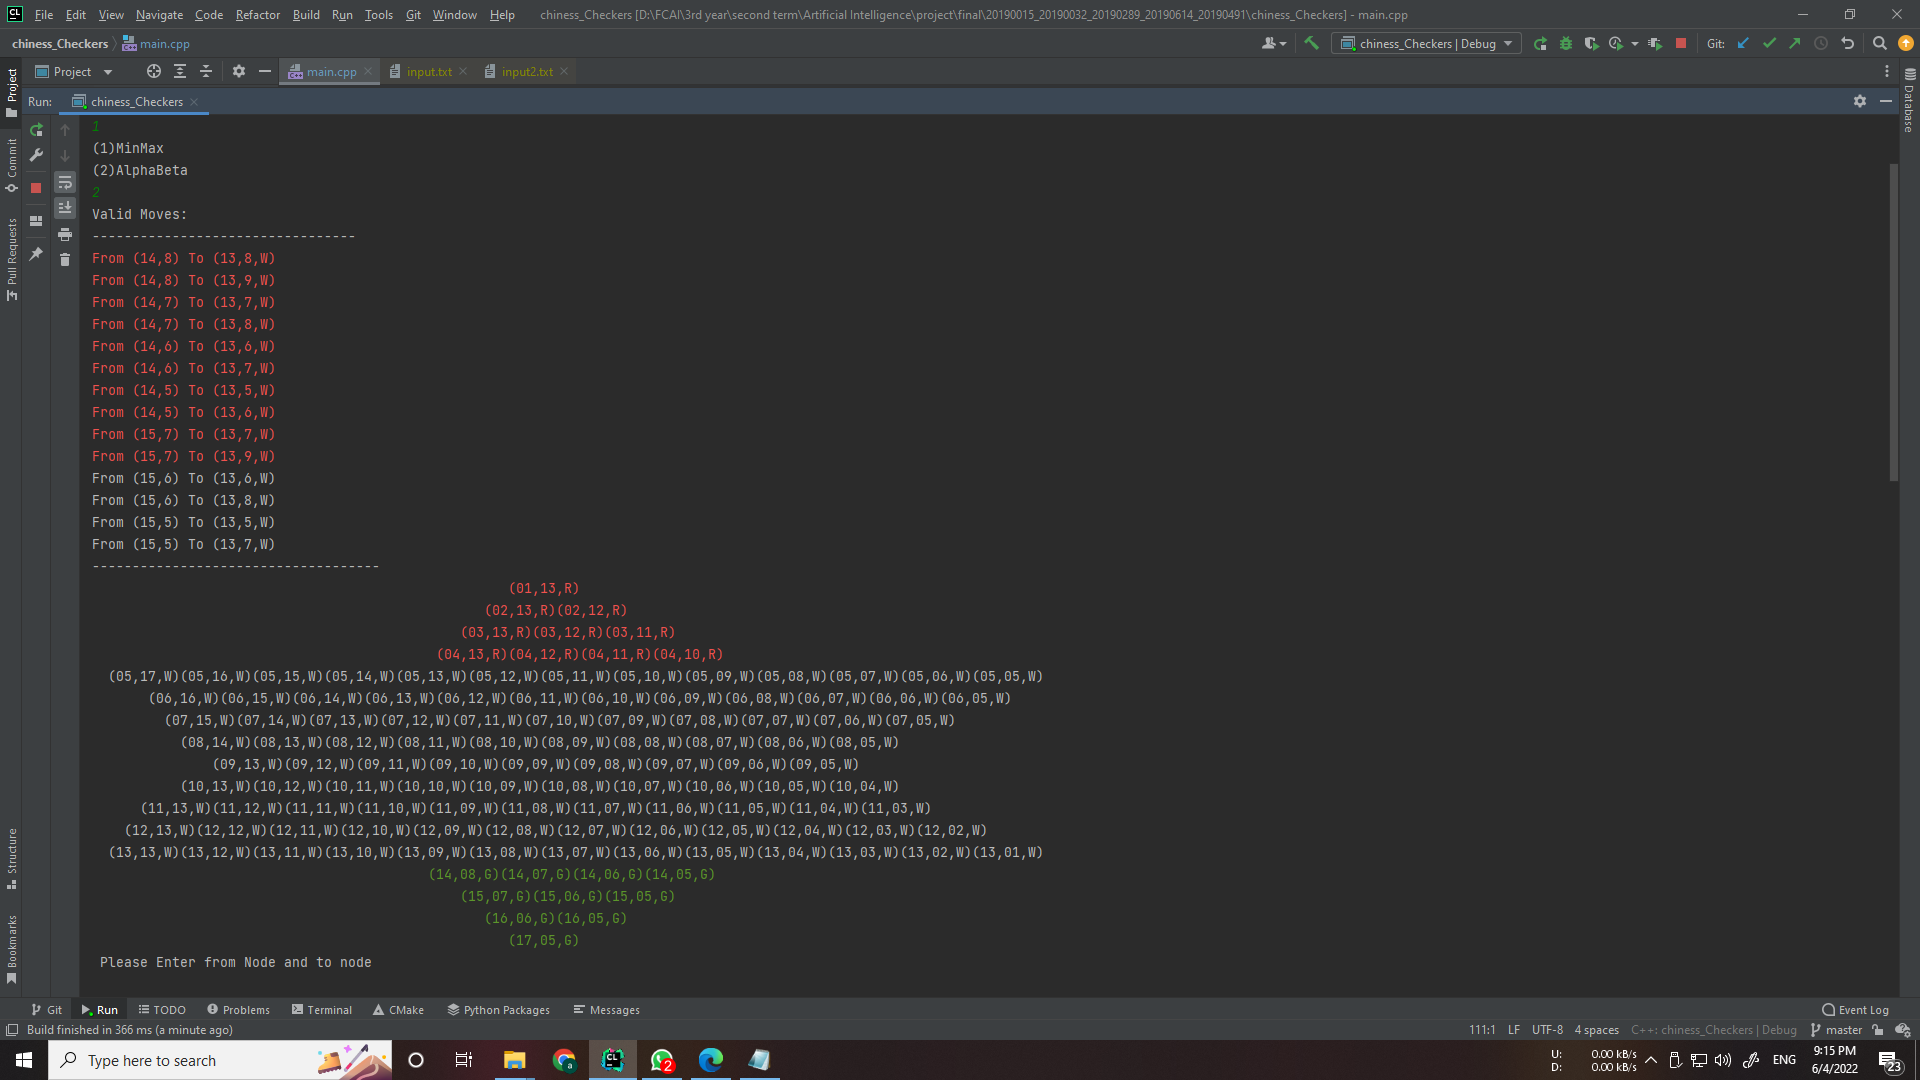 File Edit View Navigate Code Refactor Build Run Tools Git Window Help chiness_Checkers [D:\FCAI\3rd year\second term\Artificial Intelligence\project\final\20190015_20190032_20190289_20190614_20190491\chiness_Checkers] - main.cpp
chiness_Checkers main.cpp chiness_Checkers | Debug Git:
Project main.cpp input.txt input2.txt
Run: chiness_Checkers
1
(1)MinMax
(2)AlphaBeta
2
Valid Moves:
---------------------------------
From (14,8) To (13,8,W)
From (14,8) To (13,9,W)
From (14,7) To (13,7,W)
From (14,7) To (13,8,W)
From (14,6) To (13,6,W)
From (14,6) To (13,7,W)
From (14,5) To (13,5,W)
From (14,5) To (13,6,W)
From (15,7) To (13,7,W)
From (15,7) To (13,9,W)
From (15,6) To (13,6,W)
From (15,6) To (13,8,W)
From (15,5) To (13,5,W)
From (15,5) To (13,7,W)
------------------------------------
(01,13,R)
(02,13,R)(02,12,R)
(03,13,R)(03,12,R)(03,11,R)
(04,13,R)(04,12,R)(04,11,R)(04,10,R)
(05,17,W)(05,16,W)(05,15,W)(05,14,W)(05,13,W)(05,12,W)(05,11,W)(05,10,W)(05,09,W)(05,08,W)(05,07,W)(05,06,W)(05,05,W)
(06,16,W)(06,15,W)(06,14,W)(06,13,W)(06,12,W)(06,11,W)(06,10,W)(06,09,W)(06,08,W)(06,07,W)(06,06,W)(06,05,W)
(07,15,W)(07,14,W)(07,13,W)(07,12,W)(07,11,W)(07,10,W)(07,09,W)(07,08,W)(07,07,W)(07,06,W)(07,05,W)
(08,14,W)(08,13,W)(08,12,W)(08,11,W)(08,10,W)(08,09,W)(08,08,W)(08,07,W)(08,06,W)(08,05,W)
(09,13,W)(09,12,W)(09,11,W)(09,10,W)(09,09,W)(09,08,W)(09,07,W)(09,06,W)(09,05,W)
(10,13,W)(10,12,W)(10,11,W)(10,10,W)(10,09,W)(10,08,W)(10,07,W)(10,06,W)(10,05,W)(10,04,W)
(11,13,W)(11,12,W)(11,11,W)(11,10,W)(11,09,W)(11,08,W)(11,07,W)(11,06,W)(11,05,W)(11,04,W)(11,03,W)
(12,13,W)(12,12,W)(12,11,W)(12,10,W)(12,09,W)(12,08,W)(12,07,W)(12,06,W)(12,05,W)(12,04,W)(12,03,W)(12,02,W)
(13,13,W)(13,12,W)(13,11,W)(13,10,W)(13,09,W)(13,08,W)(13,07,W)(13,06,W)(13,05,W)(13,04,W)(13,03,W)(13,02,W)(13,01,W)
(14,08,G)(14,07,G)(14,06,G)(14,05,G)
(15,07,G)(15,06,G)(15,05,G)
(16,06,G)(16,05,G)
(17,05,G)
Please Enter from Node and to node
Project
Commit
Pull Requests
Structure
Bookmarks
Database
Git Run TODO Problems Terminal CMake Python Packages Messages Event Log
Build finished in 366 ms (a minute ago) 111:1 LF UTF-8 4 spaces C++: chiness_Checkers | Debug master
Type here to search
2
U: 0.00 kB/s
D: 0.00 kB/s
ENG
9:15 PM
6/4/2022
23